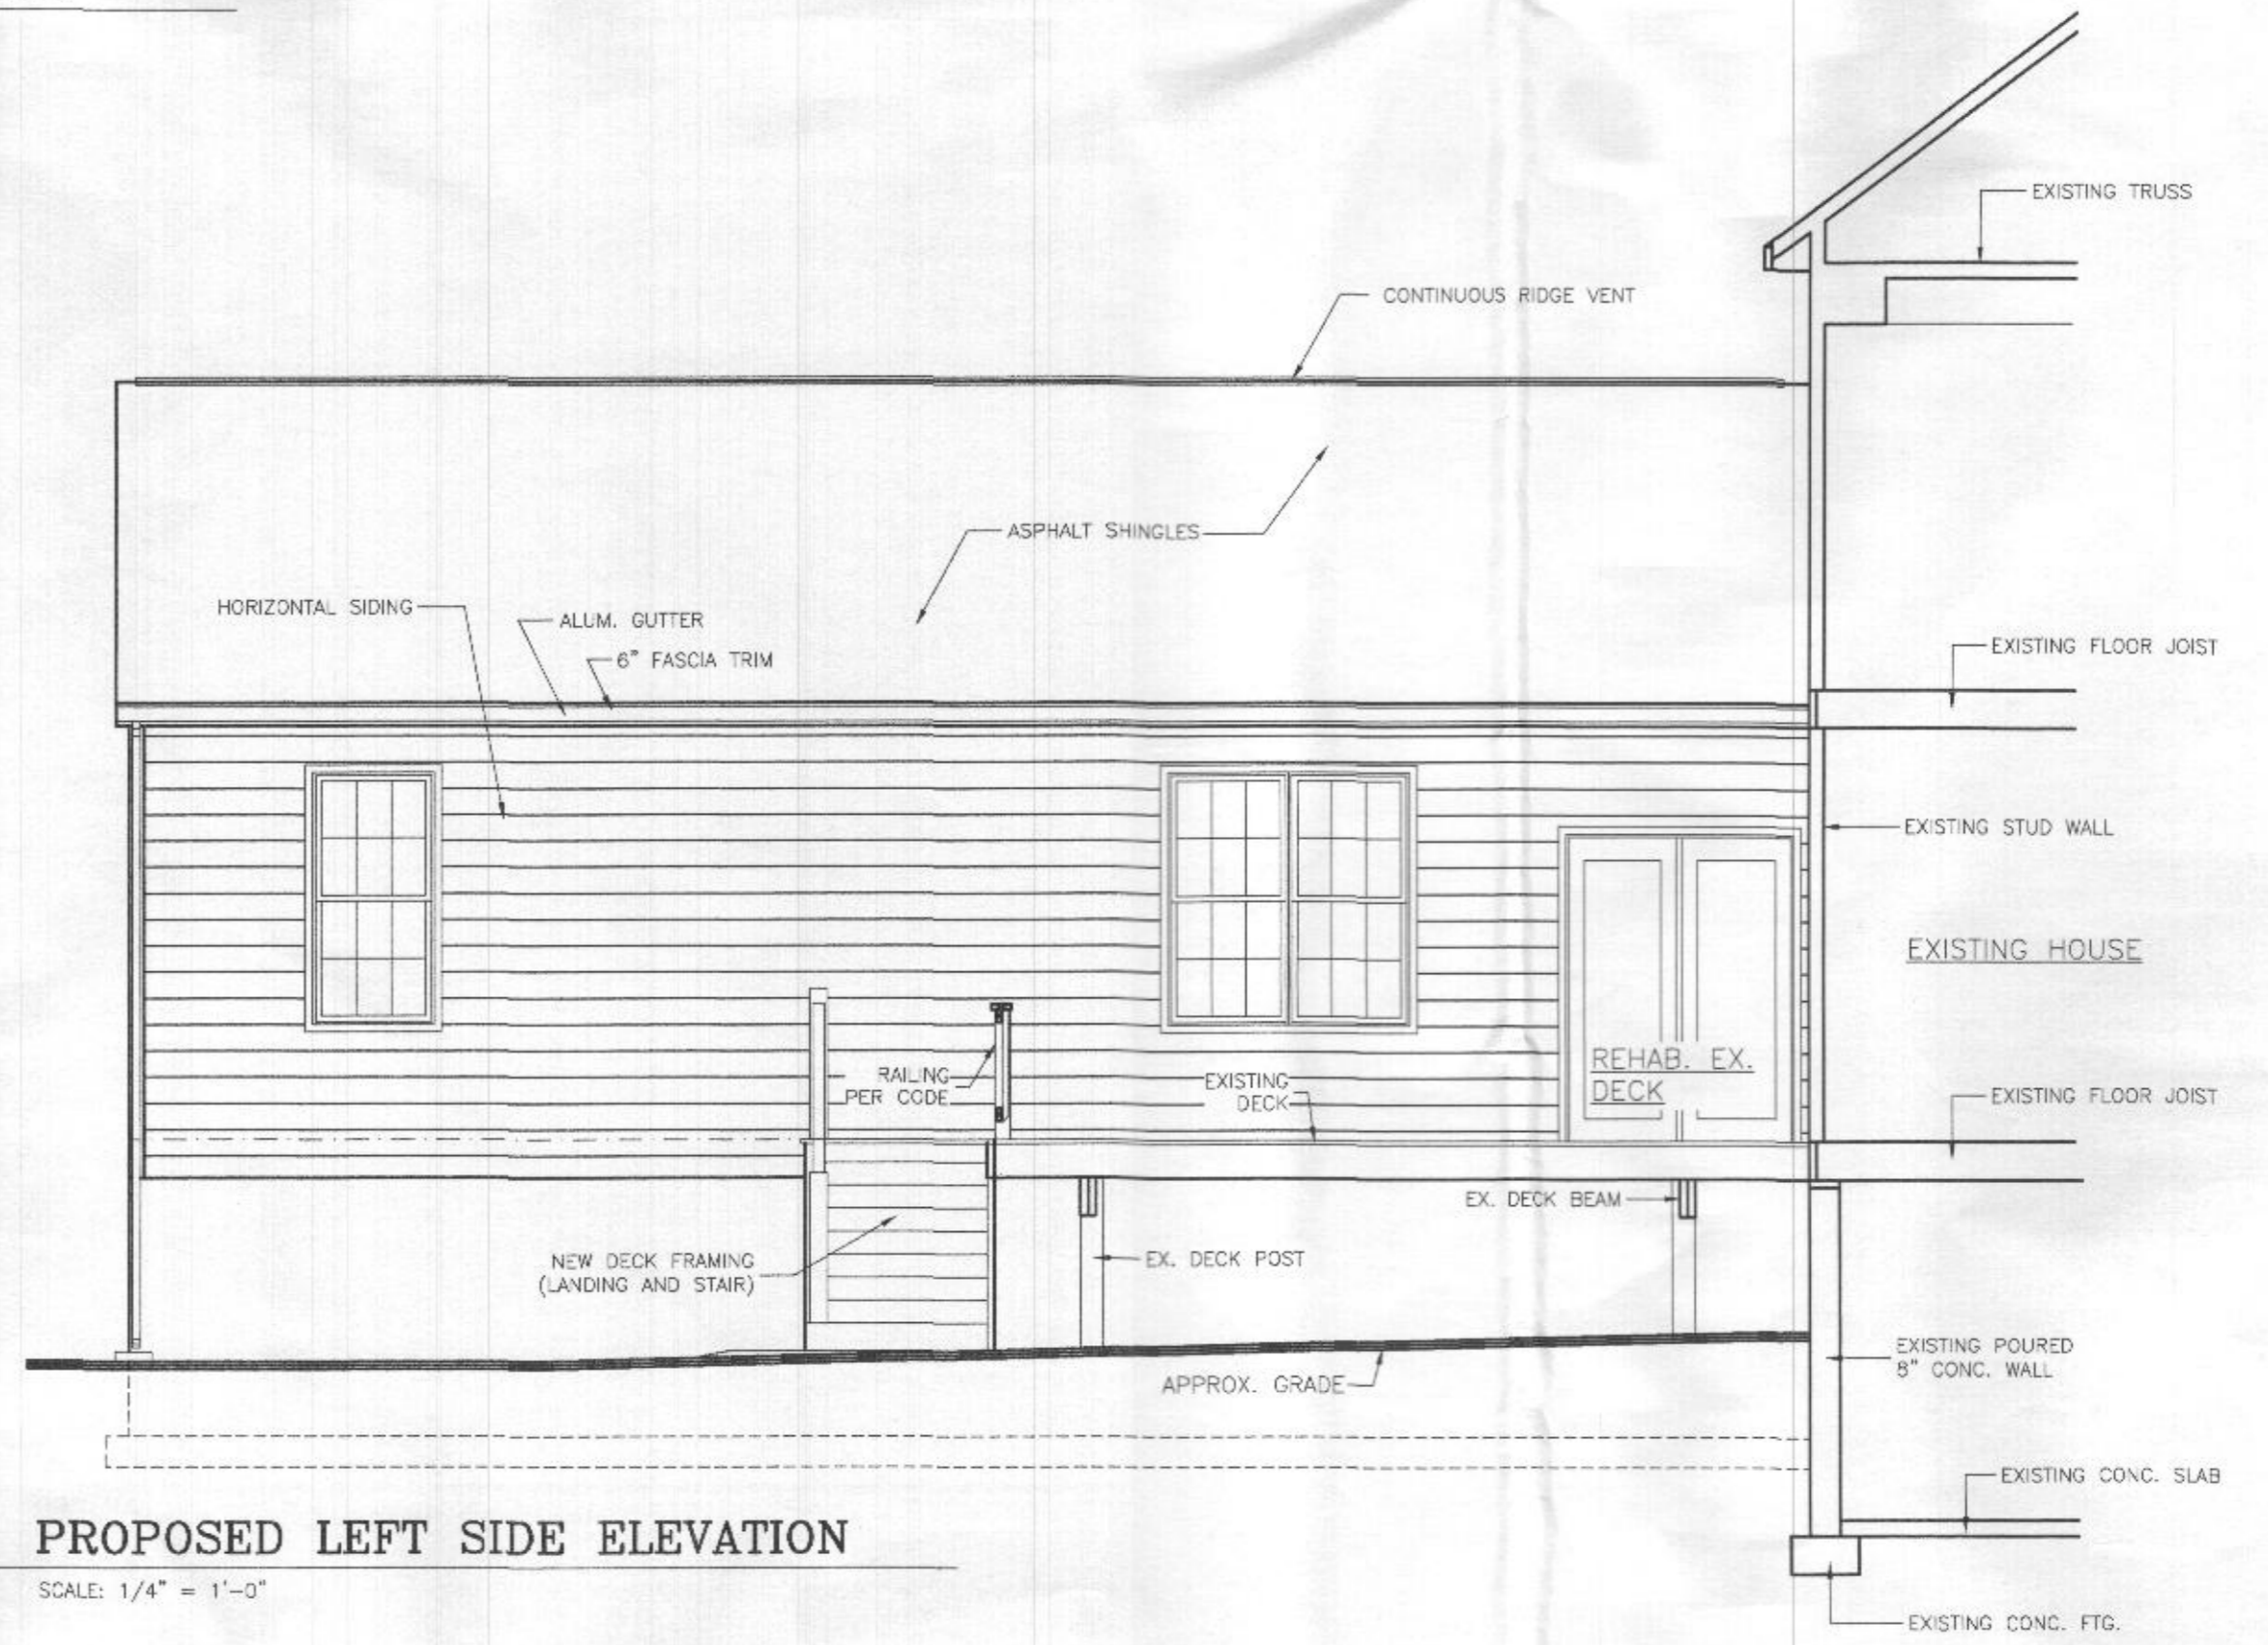 EXISTING TRUSS
CONTINUOUS RIDGE VENT
ASPHALT SHINGLES
HORIZONTAL SIDING
ALUM. GUTTER
6" FASCIA TRIM
EXISTING FLOOR JOIST
EXISTING STUD WALL
EXISTING HOUSE
REHAB. EX.
DECK
RAILING
PER CODE
EXISTING
DECK
EXISTING FLOOR JOIST
EX. DECK BEAM
NEW DECK FRAMING
(LANDING AND STAIR)
EX. DECK POST
EXISTING POURED
8" CONC. WALL
APPROX. GRADE
EXISTING CONC. SLAB
PROPOSED LEFT SIDE ELEVATION
SCALE: 1/4" = 1'-0"
EXISTING CONC. FTG.